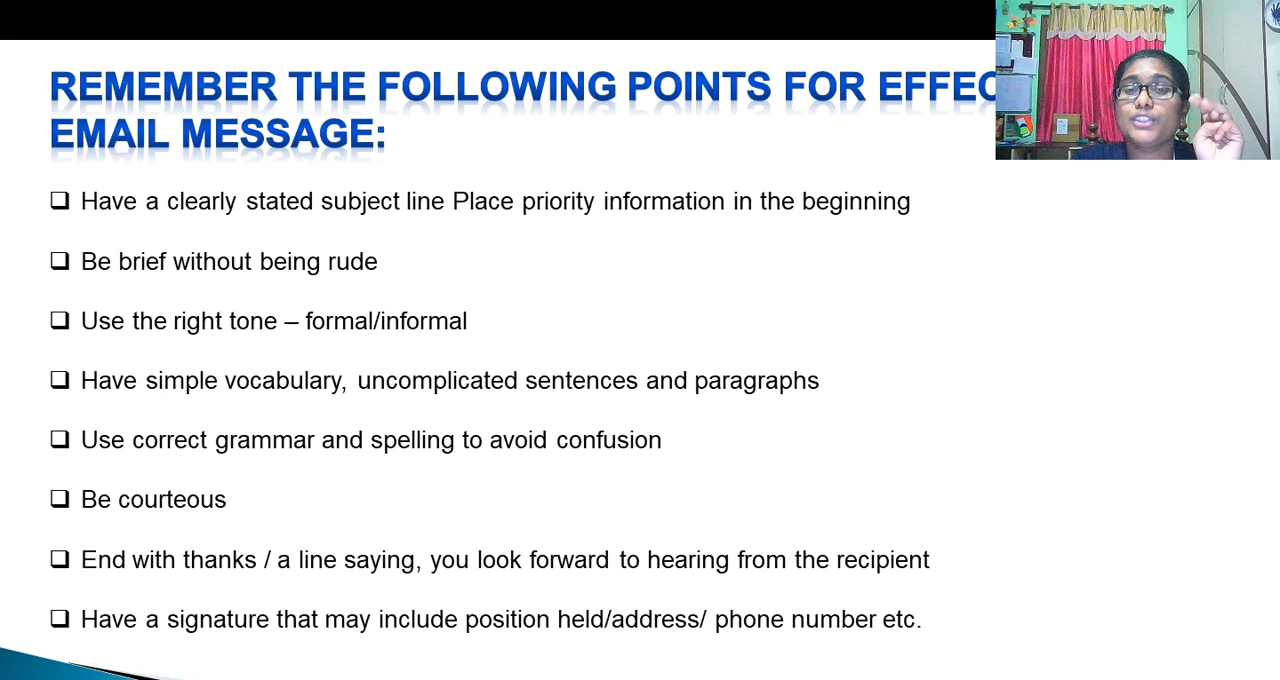 REMEMBER THE FOLLOWING POINTS FOR
EMAIL MESSAGE:
Have a clearly stated subject line Place priority information in the beginning
Be brief without being rude
Use the right tone – formal/informal
Have simple vocabulary, uncomplicated sentences and paragraphs
Use correct grammar and spelling to avoid confusion
Be courteous
End with thanks / a line saying, you look forward to hearing from the recipient
Have a signature that may include position held/address/ phone number etc.